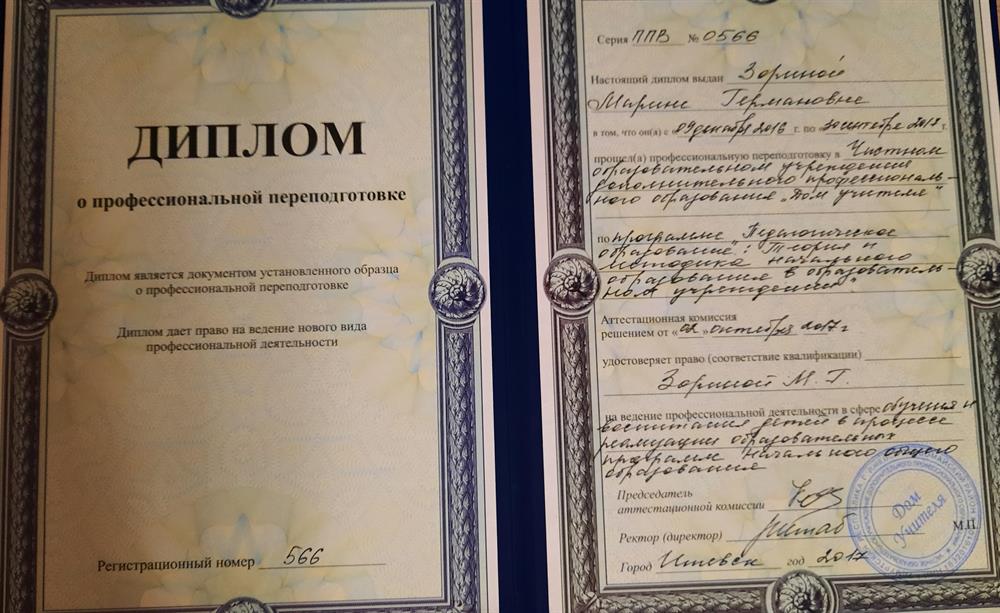 ДИПЛОМ
о профессиональной переподготовке
Диплом является документом установленного образца
о профессиональной переподготовке
Диплом дает право на ведение нового вида
профессиональной деятельности
Регистрационный номер 566
Серия ППВ № 0566
Настоящий диплом выдан Зориной
Марине Германовне
в том, что он(а) с «09 декабря 2016 г. по «30 сентября г.
прошел(а) профессиональную переподготовку в Частном
образовательном учреждении
дополнительного профессиональ-
ного образования „Дом учителя"
по программе „Педагогическое
образование": Теория и
методика начального
образования в образователь-
ном учреждении"
Аттестационная комиссия
решением от «02» октября 2017 г
удостоверяет право (соответствие квалификации)
Зориной М. Г.
на ведение профессиональной деятельности в сфере обучения и
воспитания детей в процессе
реализации образовательных
программ начального общего
образования
Председатель
аттестационной комиссии
Ректор (директор)
М.П.
Город Ижевск год 2017
Дом
Учителя